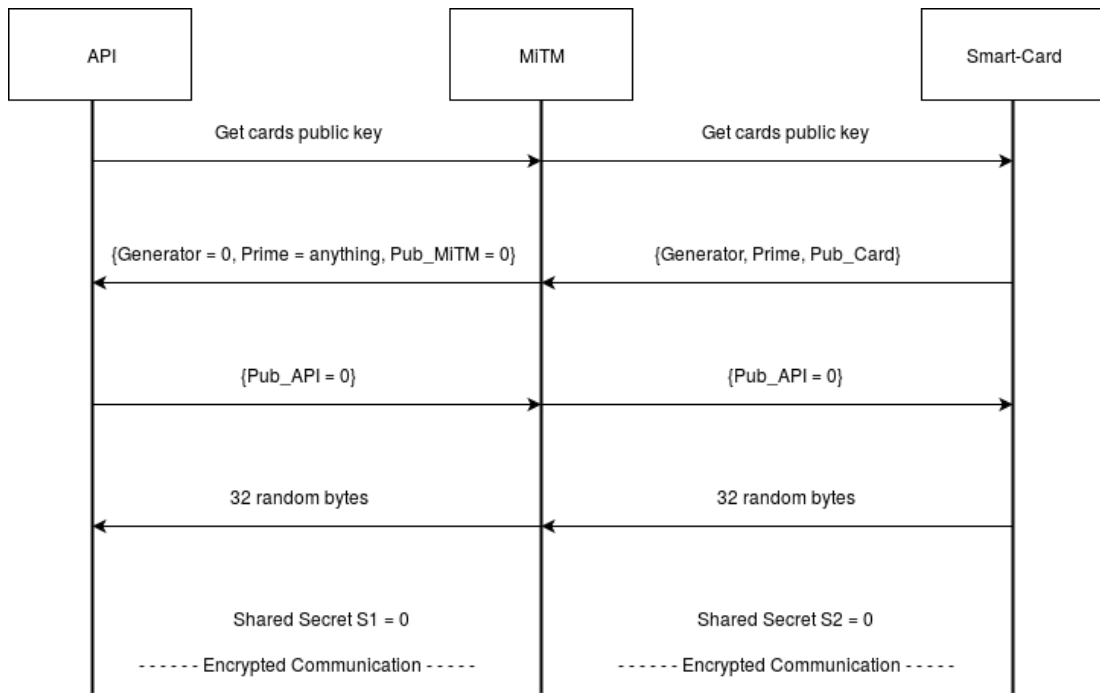 API
MiTM
Smart-Card
Get cards public key
Get cards public key
{Generator = 0, Prime = anything, Pub_MiTM = 0}
{Generator, Prime, Pub_Card}
{Pub_API = 0}
{Pub_API = 0}
32 random bytes
32 random bytes
Shared Secret S1 = 0
Shared Secret S2 = 0
- - - - - - Encrypted Communication - - - - -
- - - - - - Encrypted Communication - - - - -